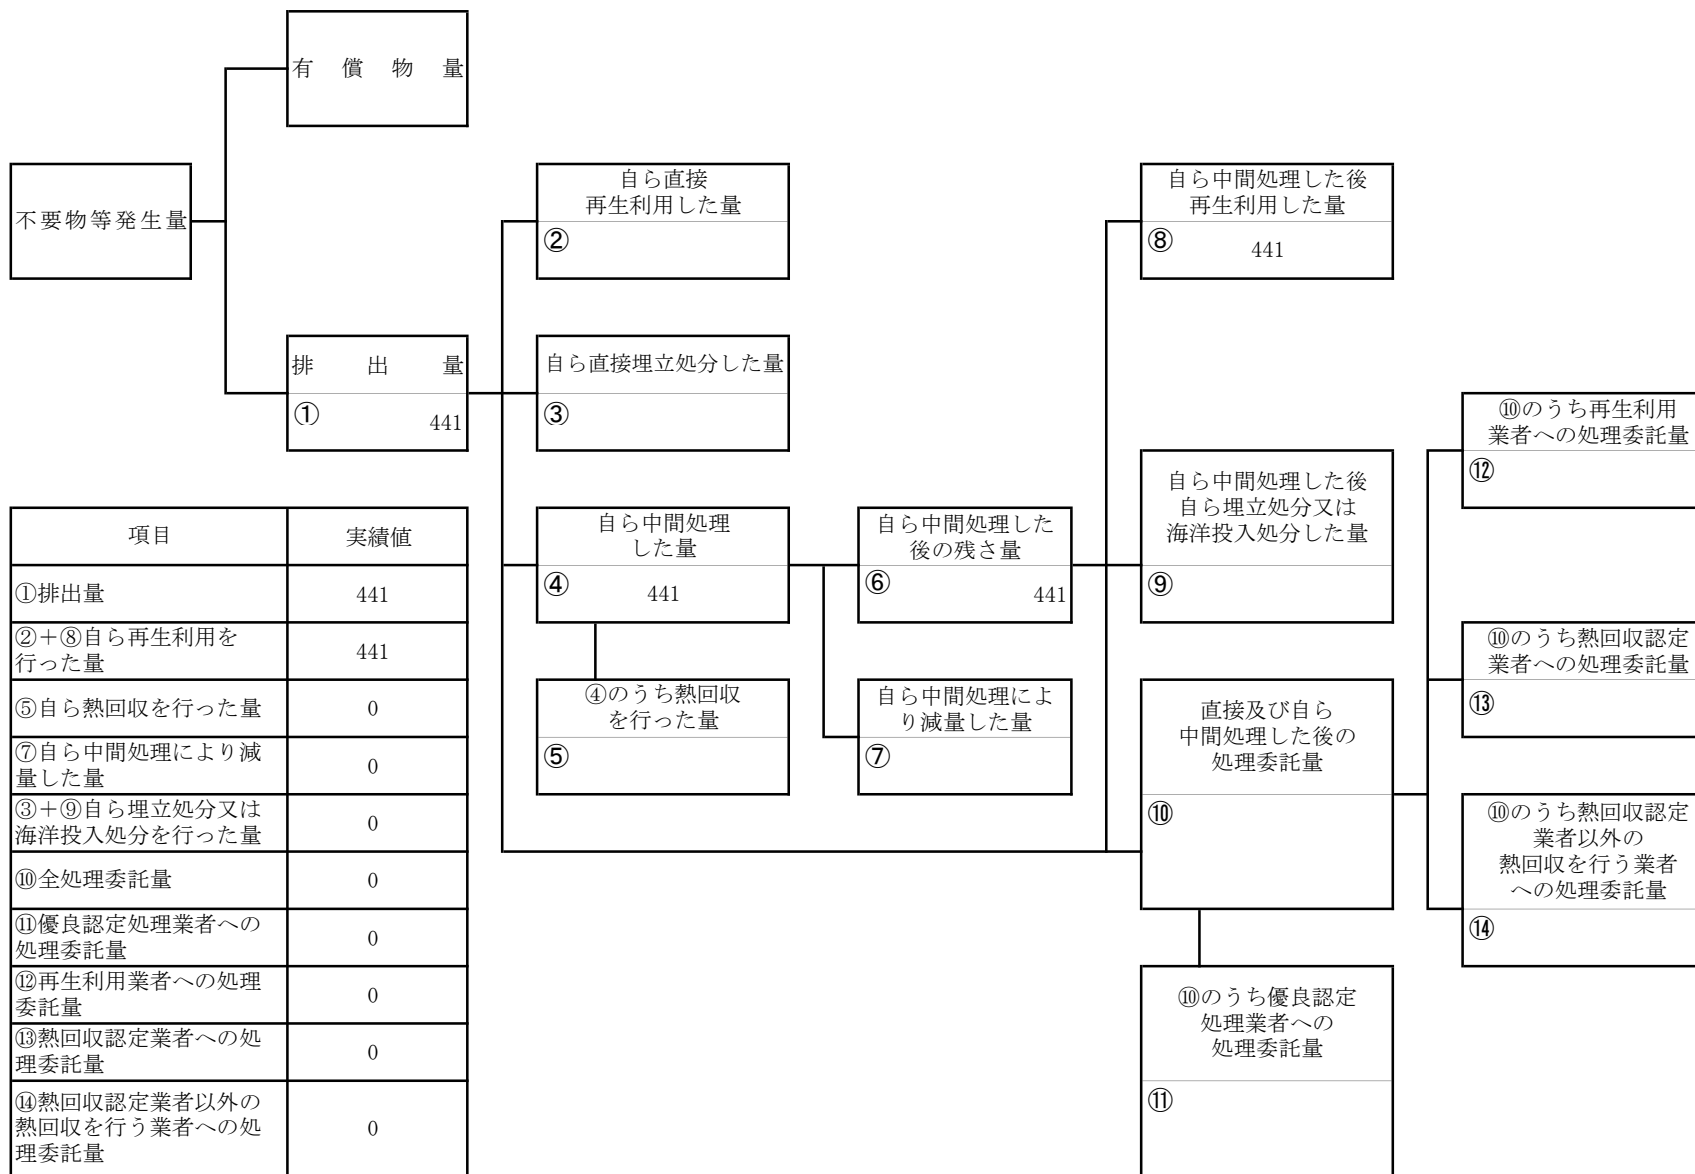 有償物量
不要物等発生量
排出量
①
441
自ら直接
再生利用した量
②
自ら直接埋立処分した量
③
自ら中間処理
した量
④
441
④のうち熱回収
を行った量
⑤
自ら中間処理した
後の残さ量
⑥
441
自ら中間処理によ
り減量した量
⑦
自ら中間処理した後
再生利用した量
⑧
441
自ら中間処理した後
自ら埋立処分又は
海洋投入処分した量
⑨
直接及び自ら
中間処理した後の
処理委託量
⑩
⑩のうち優良認定
処理業者への
処理委託量
⑪
⑩のうち再生利用
業者への処理委託量
⑫
⑩のうち熱回収認定
業者への処理委託量
⑬
⑩のうち熱回収認定
業者以外の
熱回収を行う業者
への処理委託量
⑭
項目 実績値
①排出量 441
②＋⑧自ら再生利用を
行った量 441
⑤自ら熱回収を行った量 0
⑦自ら中間処理により減
量した量 0
③＋⑨自ら埋立処分又は
海洋投入処分を行った量 0
⑩全処理委託量 0
⑪優良認定処理業者への
処理委託量 0
⑫再生利用業者への処理
委託量 0
⑬熱回収認定業者への処
理委託量 0
⑭熱回収認定業者以外の
熱回収を行う業者への処
理委託量 0